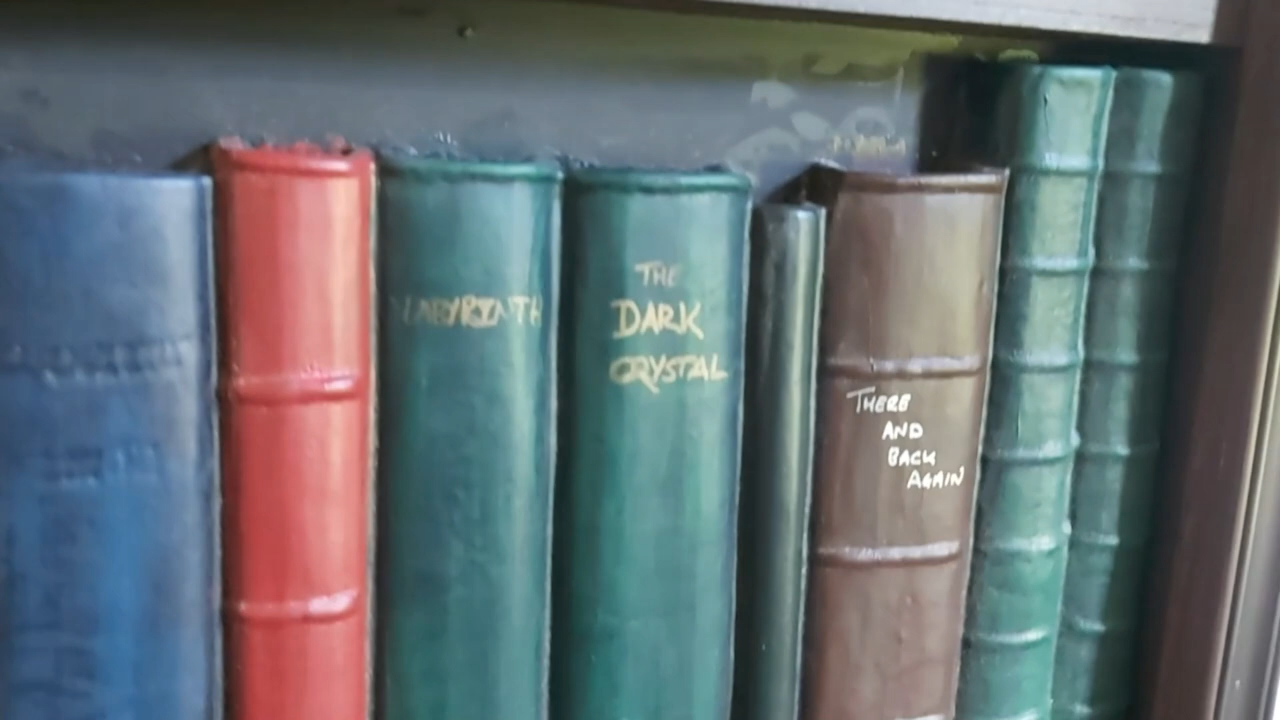 LABYRINTH
THE
DARK
CRYSTAL
THERE
AND
BACK
AGAIN